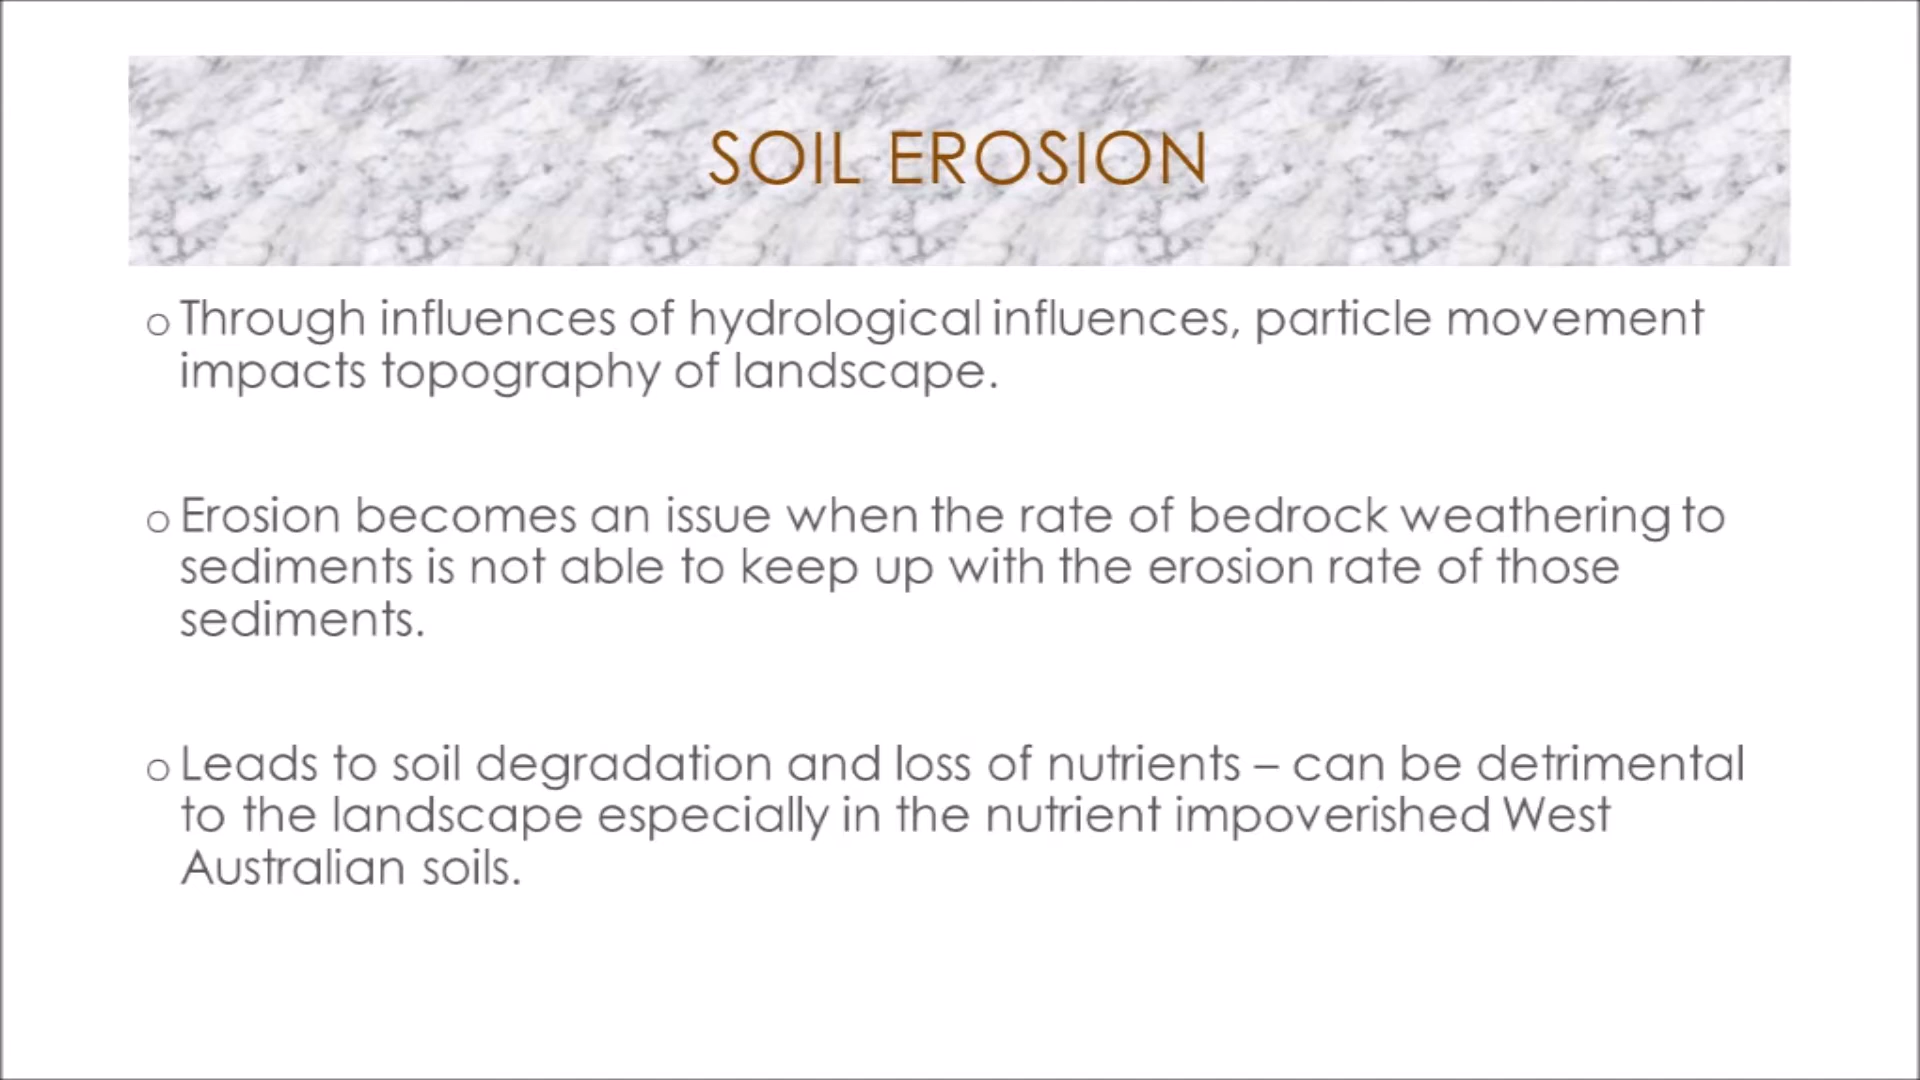 SOIL EROSION
o Through influences of hydrological influences, particle movement
impacts topography of landscape.
o Erosion becomes an issue when the rate of bedrock weathering to
sediments is not able to keep up with the erosion rate of those
sediments.
o Leads to soil degradation and loss of nutrients – can be detrimental
to the landscape especially in the nutrient impoverished West
Australian soils.